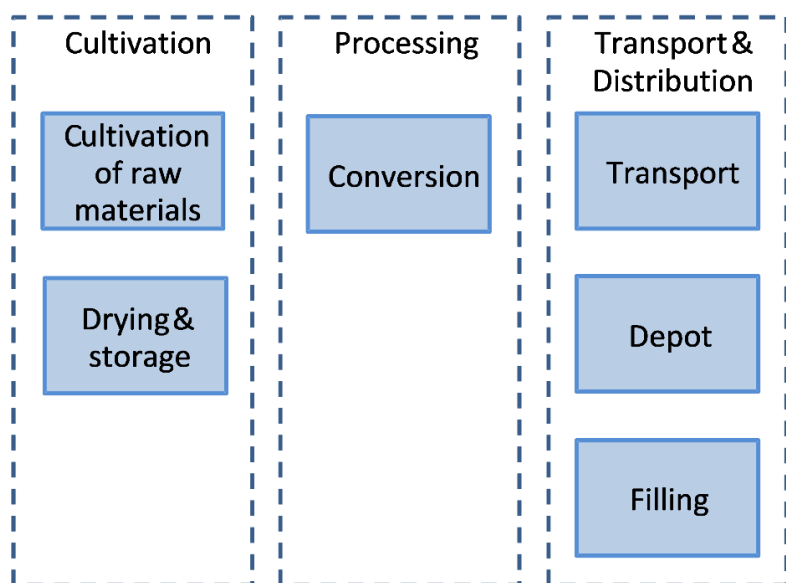 Cultivation
Cultivation
of raw
materials
Drying &
storage
Processing
Conversion
Transport &
Distribution
Transport
Depot
Filling